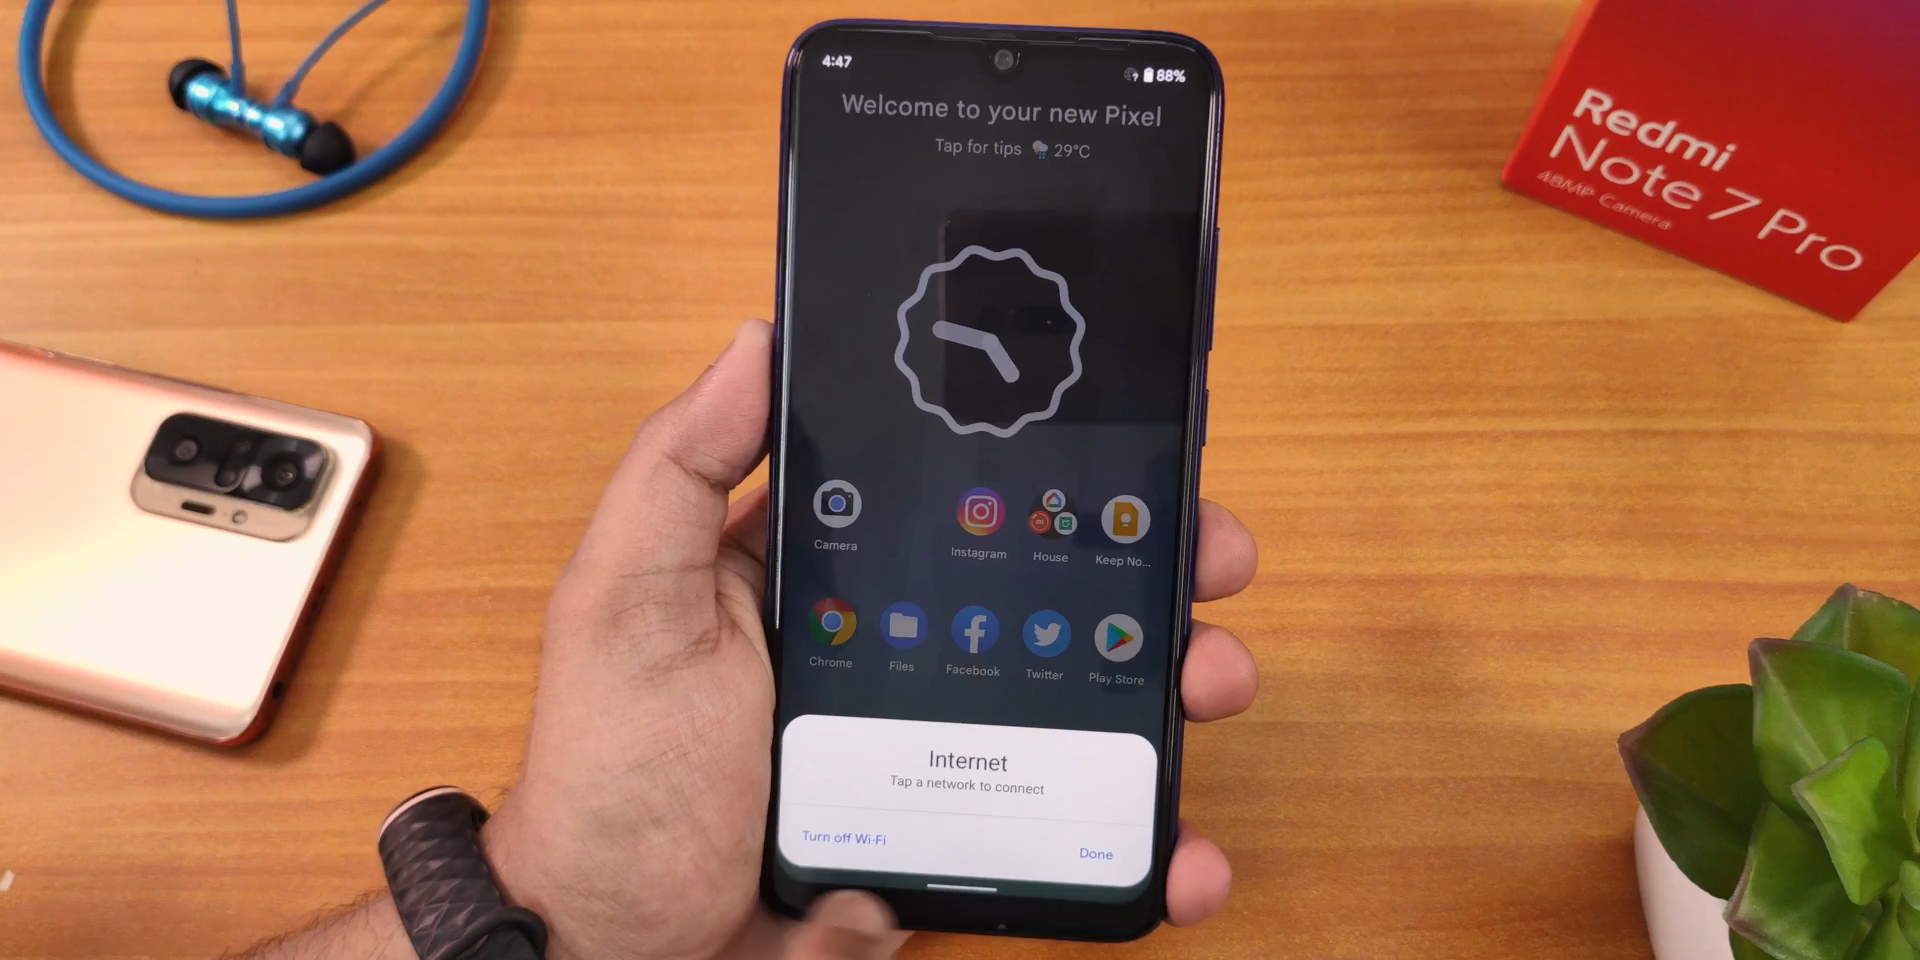 4:47
88%
Welcome to your new Pixel
Tap for tips 29°C
Camera
Instagram
House
Keep No...
Chrome
Files
Facebook
Twitter
Play Store
Internet
Tap a network to connect
Turn off Wi-Fi
Done
Redmi
Note 7 Pro
48MP Camera